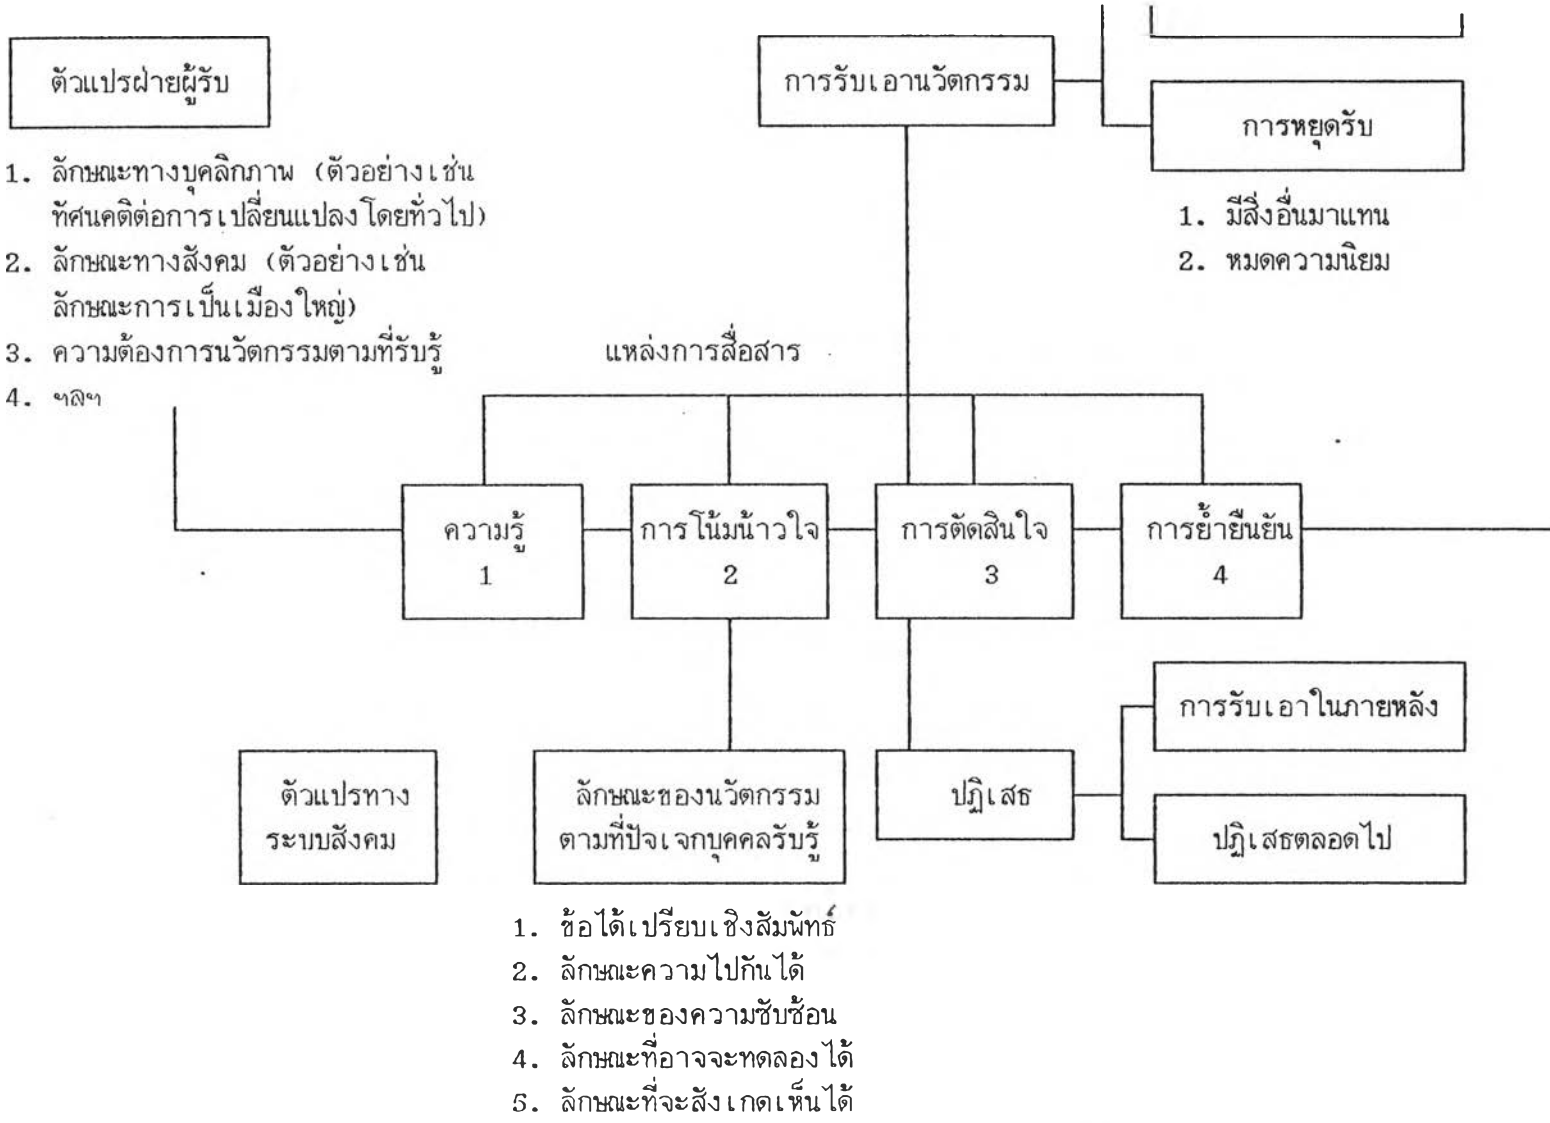 ตัวแปรฝ่ายผู้รับ
1. ลักษณะทางบุคลิกภาพ (ตัวอย่างเช่น
ทัศนคติต่อการเปลี่ยนแปลงโดยทั่วไป)
2. ลักษณะทางสังคม (ตัวอย่างเช่น
ลักษณะการเป็นเมืองใหญ่)
3. ความต้องการนวัตกรรมตามที่รับรู้
4. ฯลฯ
การรับเอานวัตกรรม
การหยุดรับ
1. มีสิ่งอื่นมาแทน
2. หมดความนิยม
แหล่งการสื่อสาร
ความรู้
1
การโน้มน้าวใจ
2
การตัดสินใจ
3
การย้ำยืนยัน
4
การรับเอาในภายหลัง
ตัวแปรทาง
ระบบสังคม
ลักษณะของนวัตกรรม
ตามที่ปัจเจกบุคคลรับรู้
ปฏิเสธ
ปฏิเสธตลอดไป
1. ข้อได้เปรียบเชิงสัมพัทธ์
2. ลักษณะความไปกันได้
3. ลักษณะของความซับซ้อน
4. ลักษณะที่อาจจะทดลองได้
5. ลักษณะที่จะสังเกดเห็นได้